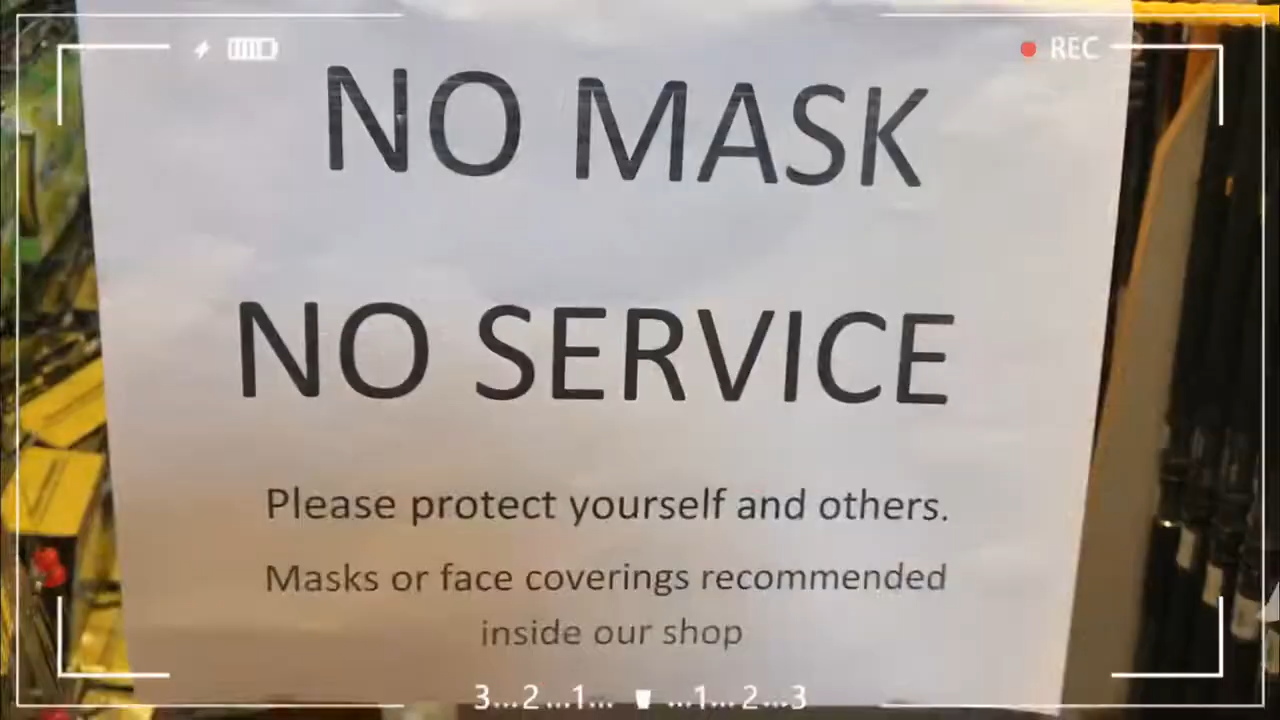 REC
NO MASK
NO SERVICE
Please protect yourself and others.
Masks or face coverings recommended
inside our shop
3...2...1... ...1...2...3